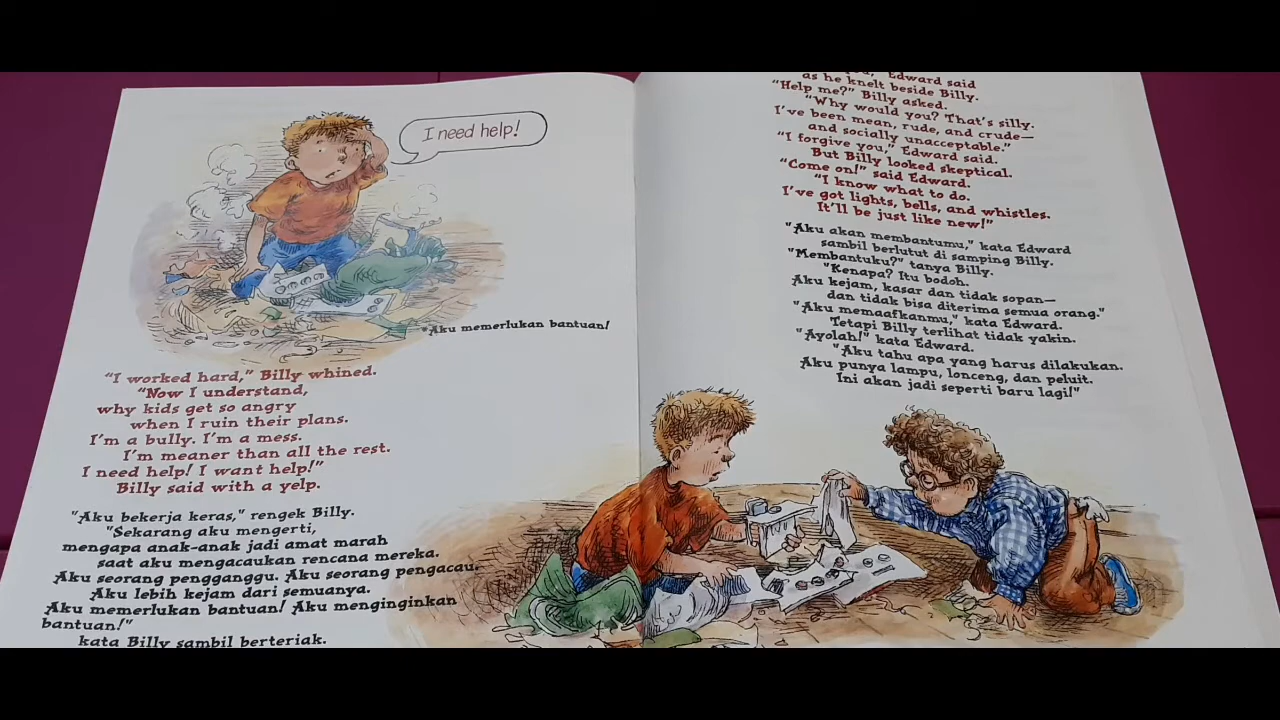 I need help!
"Aku memerlukan bantuan!
"I worked hard," Billy whined.
"Now I understand,
why kids get so angry
when I ruin their plans.
I'm a bully. I'm a mess.
I'm meaner than all the rest.
I need help! I want help!"
Billy said with a yelp.
"Aku bekerja keras," rengek Billy.
"Sekarang aku mengerti,
mengapa anak-anak jadi amat marah
saat aku mengacaukan rencana mereka.
Aku seorang pengganggu. Aku seorang pengacau.
Aku lebih kejam dari semuanya.
Aku memerlukan bantuan! Aku menginginkan
bantuan!"
kata Billy sambil berteriak.
Edward said
as he knelt beside Billy.
"Help me?" Billy asked.
"Why would you? That's silly.
I've been mean, rude, and crude—
and socially unacceptable."
"I forgive you," Edward said.
But Billy looked skeptical.
"Come on!" said Edward.
"I know what to do.
I've got lights, bells, and whistles.
It'll be just like new!"
"Aku akan membantumu," kata Edward
sambil berlutut di samping Billy.
"Membantuku?" tanya Billy.
"Kenapa? Itu bodoh.
Aku kejam, kasar dan tidak sopan—
dan tidak bisa diterima semua orang."
"Aku memaafkanmu," kata Edward.
Tetapi Billy terlihat tidak yakin.
"Ayolah!" kata Edward.
"Aku tahu apa yang harus dilakukan.
Aku punya lampu, lonceng, dan peluit.
Ini akan jadi seperti baru lagi!"